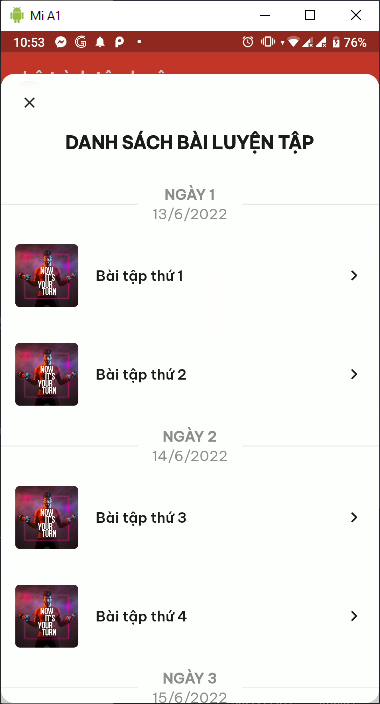 Mi A1
10:53
76%
DANH SÁCH BÀI LUYỆN TẬP
NGÀY 1
13/6/2022
NOW
IT'S
YOUR
TURN
Bài tập thứ 1
NOW
IT'S
YOUR
TURN
Bài tập thứ 2
NGÀY 2
14/6/2022
NOW
IT'S
YOUR
TURN
Bài tập thứ 3
NOW
IT'S
YOUR
TURN
Bài tập thứ 4
NGÀY 3
15/6/2022